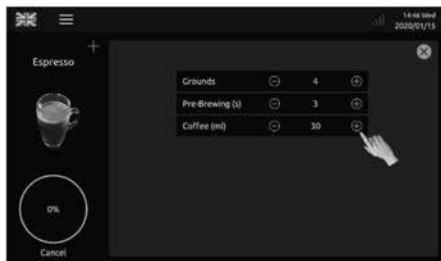 14:46 Wed
2020/01/15
Espresso
Grounds 4
Pre-Brewing (s) 3
Coffee (ml) 30
0%
Cancel